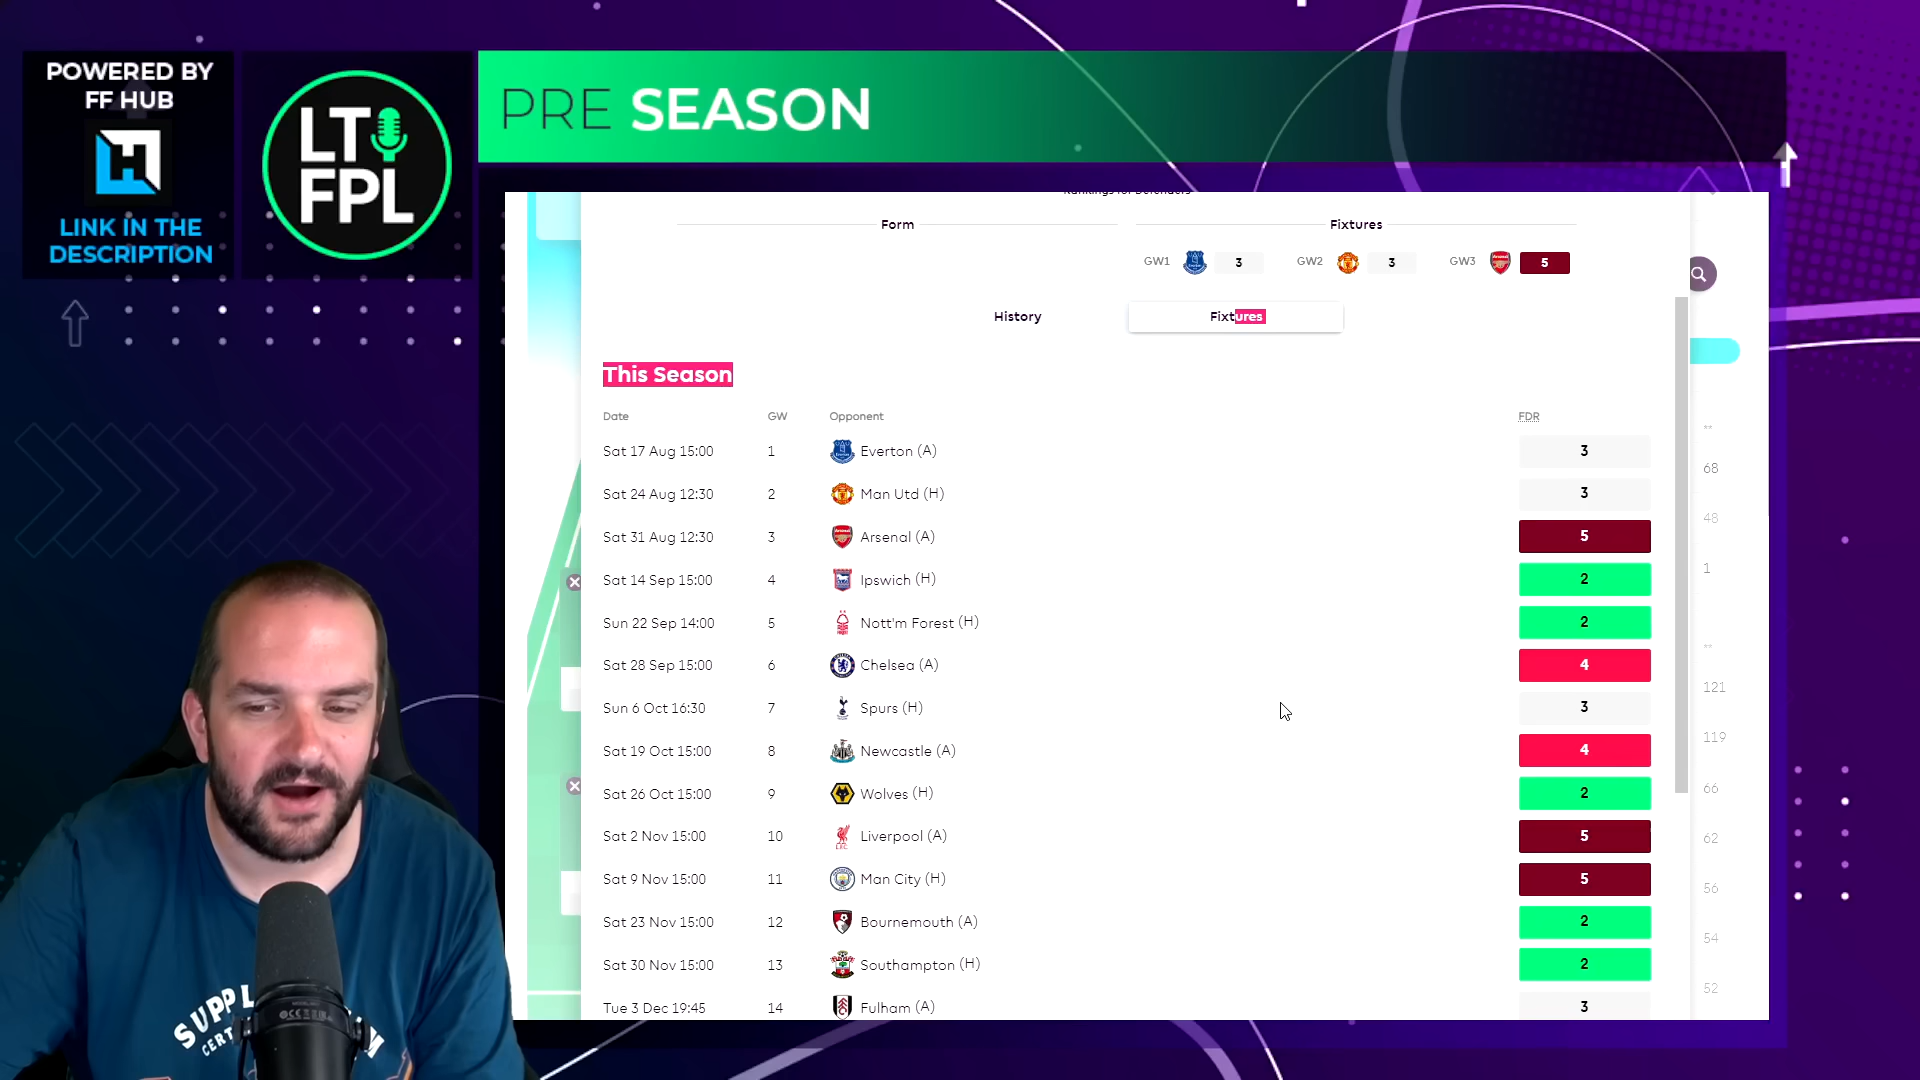 POWERED BY
FF HUB
LINK IN THE
DESCRIPTION
LT
FPL
PRE SEASON
Rankings for Defenders
Form
Fixtures
GW1 3 GW2 3 GW3 5
History
Fixtures
This Season
Date GW Opponent FDR
Sat 17 Aug 15:00 1 Everton (A) 3
Sat 24 Aug 12:30 2 Man Utd (H) 3
Sat 31 Aug 12:30 3 Arsenal (A) 5
Sat 14 Sep 15:00 4 Ipswich (H) 2
Sun 22 Sep 14:00 5 Nott'm Forest (H) 2
Sat 28 Sep 15:00 6 Chelsea (A) 4
Sun 6 Oct 16:30 7 Spurs (H) 3
Sat 19 Oct 15:00 8 Newcastle (A) 4
Sat 26 Oct 15:00 9 Wolves (H) 2
Sat 2 Nov 15:00 10 Liverpool (A) 5
Sat 9 Nov 15:00 11 Man City (H) 5
Sat 23 Nov 15:00 12 Bournemouth (A) 2
Sat 30 Nov 15:00 13 Southampton (H) 2
Tue 3 Dec 19:45 14 Fulham (A) 3
**
68
48
1
**
121
119
66
62
56
54
52
SUPPL
CERT